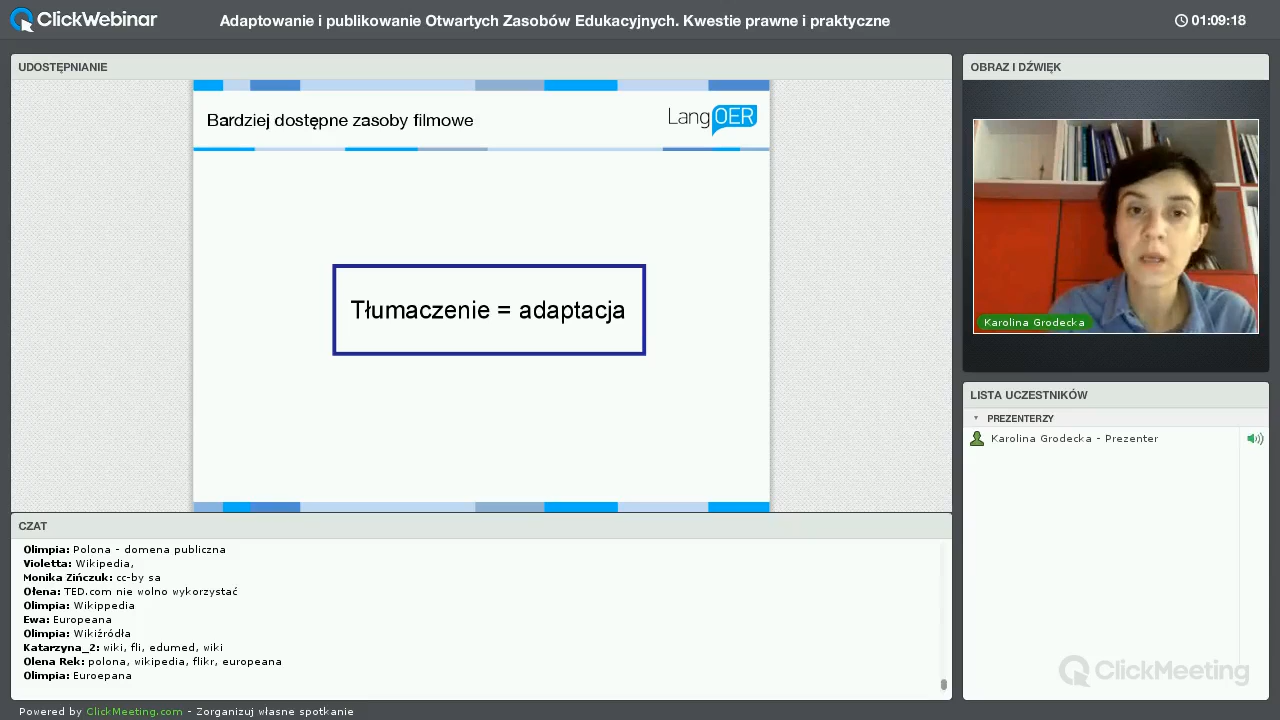 ClickWebinar
Adaptowanie i publikowanie Otwartych Zasobów Edukacyjnych. Kwestie prawne i praktyczne
01:09:18
UDOSTĘPNIANIE
Bardziej dostępne zasoby filmowe
LangOER
Tłumaczenie = adaptacja
OBRAZ I DŹWIĘK
Karolina Grodecka
LISTA UCZESTNIKÓW
PREZENTERZY
Karolina Grodecka - Prezenter
CZAT
Olimpia: Polona - domena publiczna
Violetta: Wikipedia,
Monika Zińczuk: cc-by sa
Ołena: TED.com nie wolno wykorzystać
Olimpia: Wikippedia
Ewa: Europeana
Olimpia: Wikiźródła
Katarzyna_2: wiki, fli, edumed, wiki
Olena Rek: polona, wikipedia, flikr, europeana
Olimpia: Euroepana
ClickMeeting
Powered by ClickMeeting.com - Zorganizuj własne spotkanie